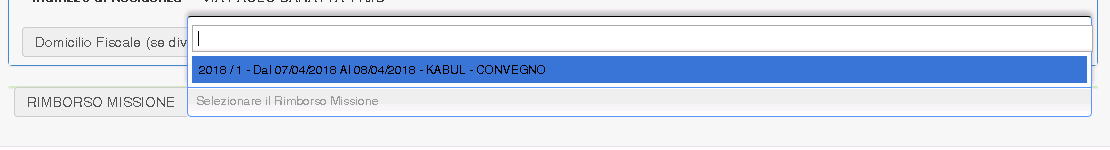 Domicilio Fiscale (se div
2018 / 1 - Dal 07/04/2018 Al 08/04/2018 - KABUL - CONVEGNO
RIMBORSO MISSIONE
Selezionare il Rimborso Missione